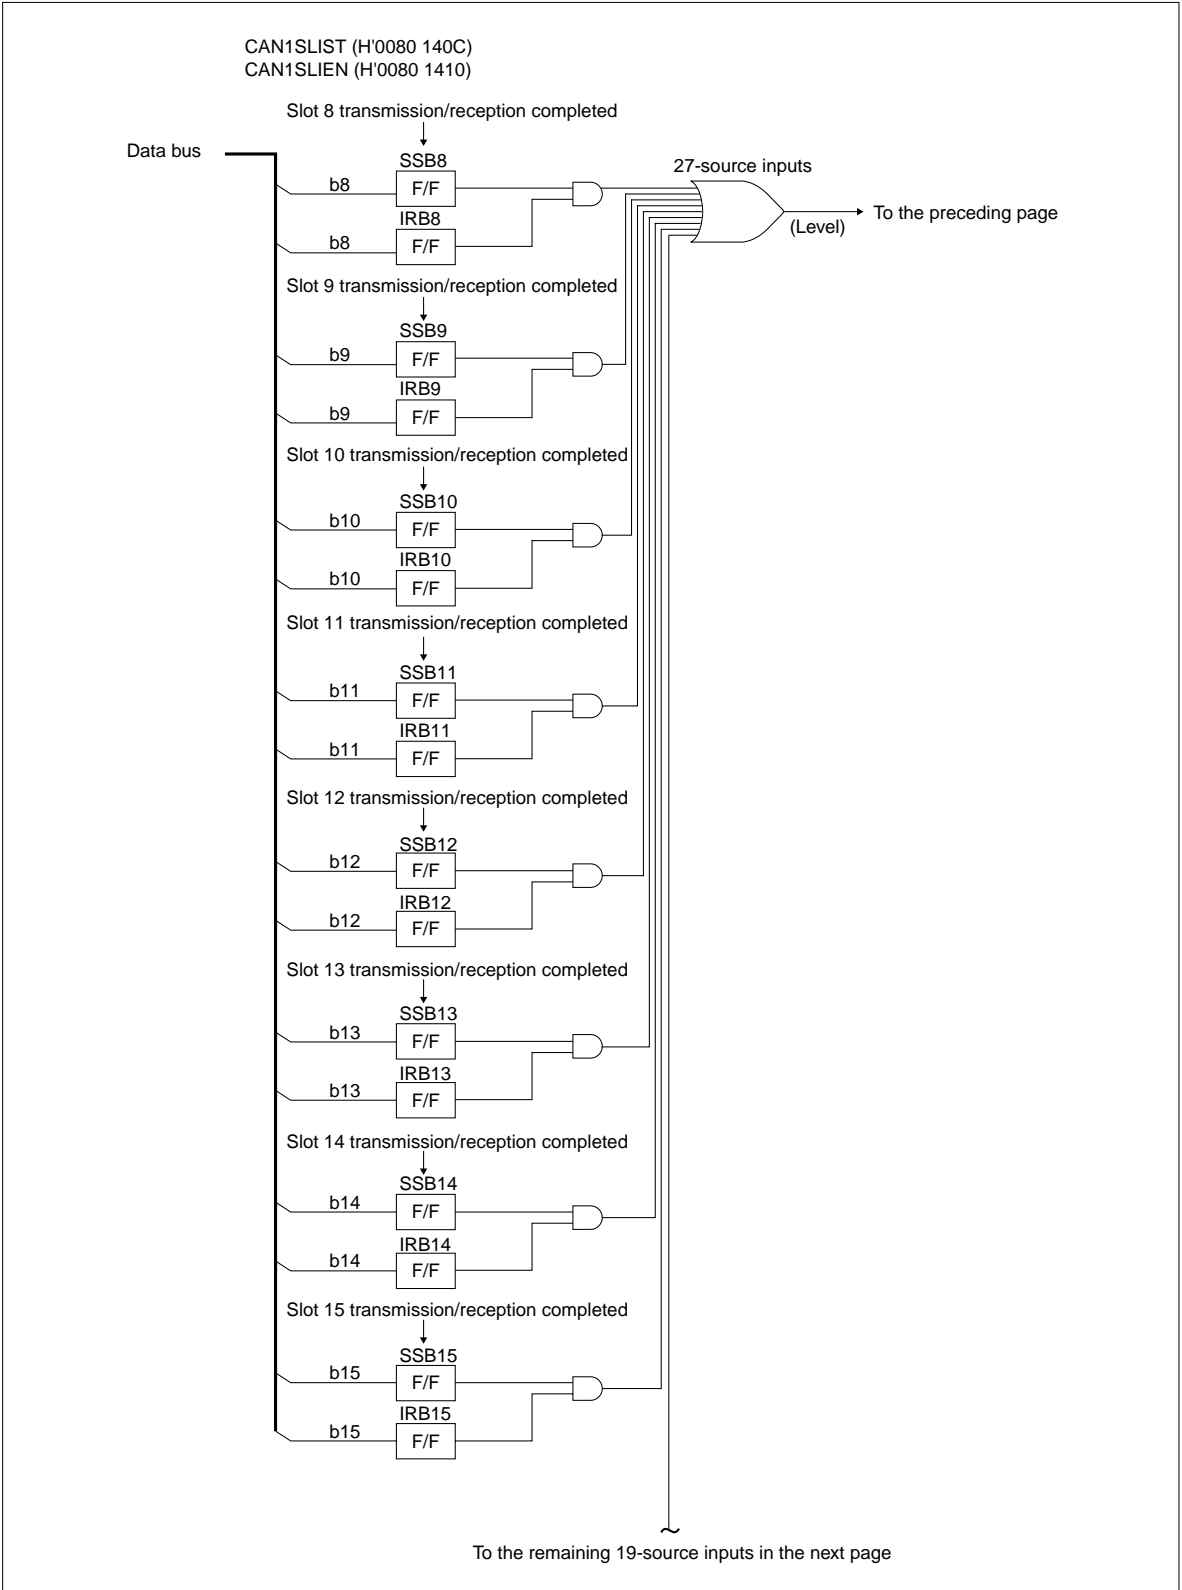 CAN1SLIST (H'0080 140C)
CAN1SLIEN (H'0080 1410)
Slot 8 transmission/reception completed
Data bus
SSB8
27-source inputs
b8
F/F
To the preceding page
(Level)
IRB8
b8
F/F
Slot 9 transmission/reception completed
SSB9
b9
F/F
IRB9
b9
F/F
Slot 10 transmission/reception completed
SSB10
b10
F/F
IRB10
b10
F/F
Slot 11 transmission/reception completed
SSB11
b11
F/F
IRB11
b11
F/F
Slot 12 transmission/reception completed
SSB12
b12
F/F
IRB12
b12
F/F
Slot 13 transmission/reception completed
SSB13
b13
F/F
IRB13
b13
F/F
Slot 14 transmission/reception completed
SSB14
b14
F/F
IRB14
b14
F/F
Slot 15 transmission/reception completed
SSB15
b15
F/F
IRB15
b15
F/F
To the remaining 19-source inputs in the next page